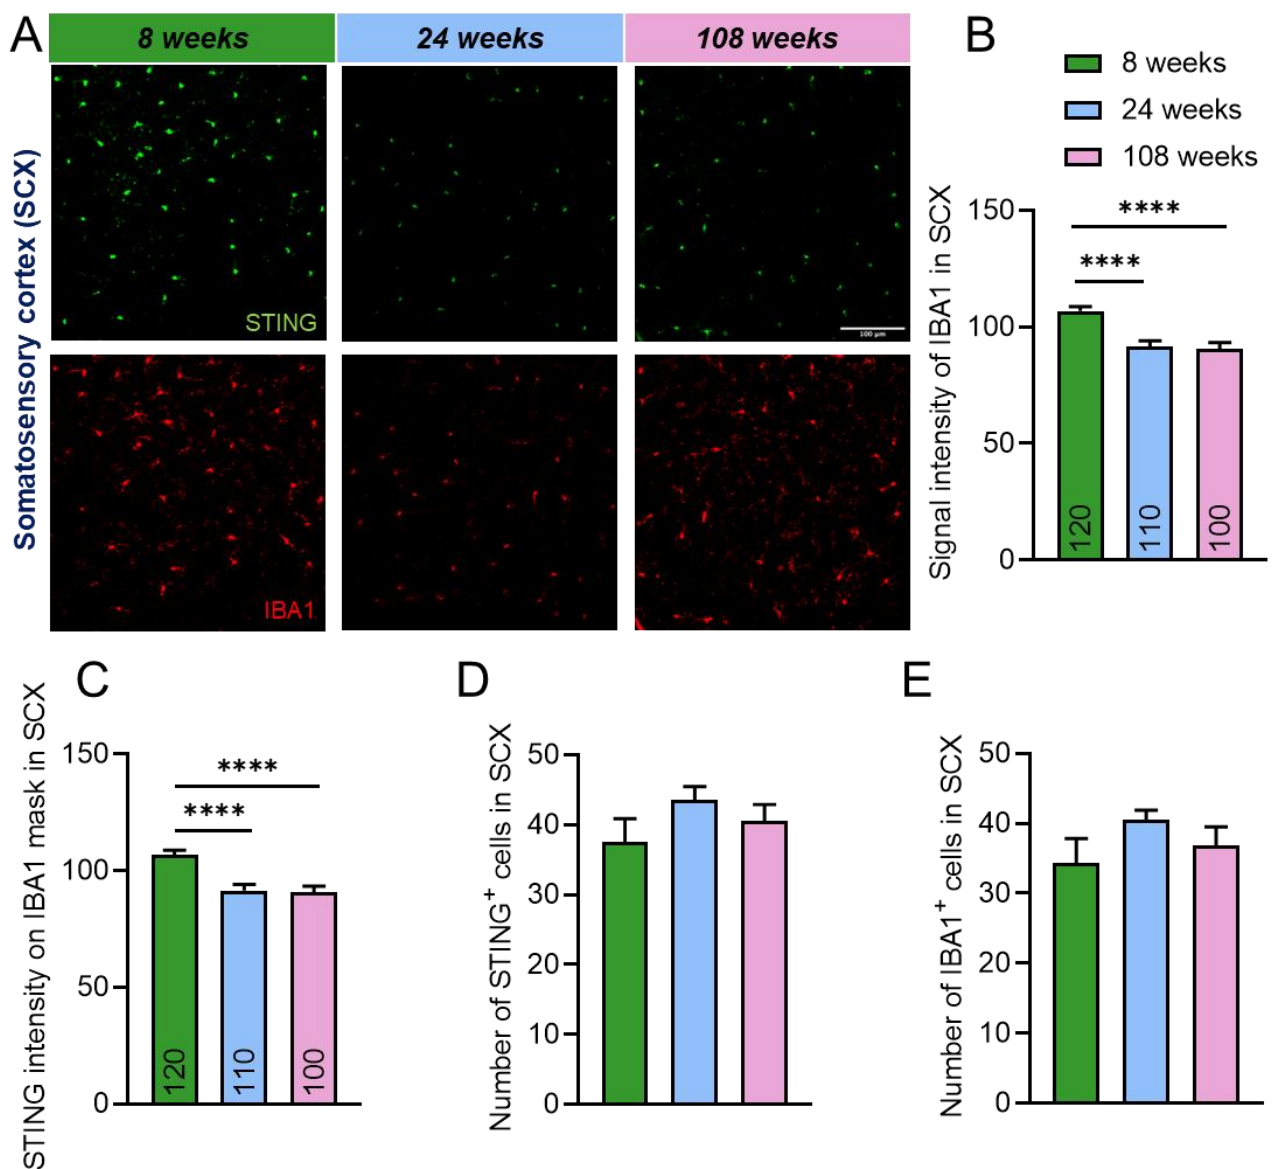 A
8 weeks
24 weeks
108 weeks
Somatosensory cortex (SCX)
STING
100 µm
IBA1
B
8 weeks
24 weeks
108 weeks
Signal intensity of IBA1 in SCX
150
100
50
0
****
****
120
110
100
C
STING intensity on IBA1 mask in SCX
150
100
50
0
****
****
120
110
100
D
Number of STING⁺ cells in SCX
50
40
30
20
10
0
E
Number of IBA1⁺ cells in SCX
50
40
30
20
10
0